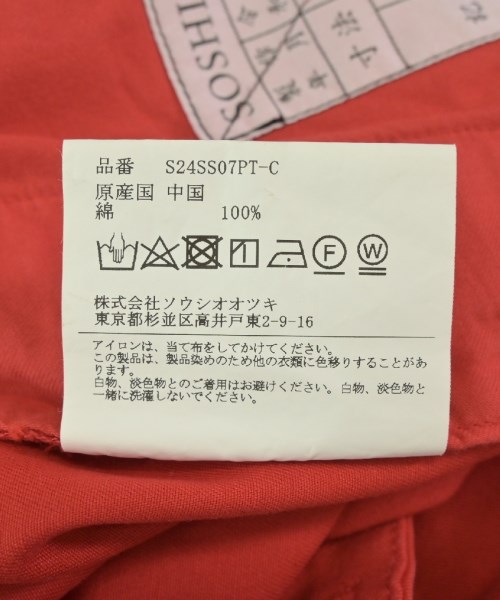 SOSHI
寸法
品番 S24SS07PT-C
原産国 中国
綿 100%
F W
株式会社ソウシオオツキ
東京都杉並区高井戸東2-9-16
アイロンは、当て布をしてかけてください。
この製品は、製品染めのため他の衣類に色移りすることがあ
ります。
白物、淡色物とのご着用はお避けください。白物、淡色物と
一緒に洗濯しないでください。